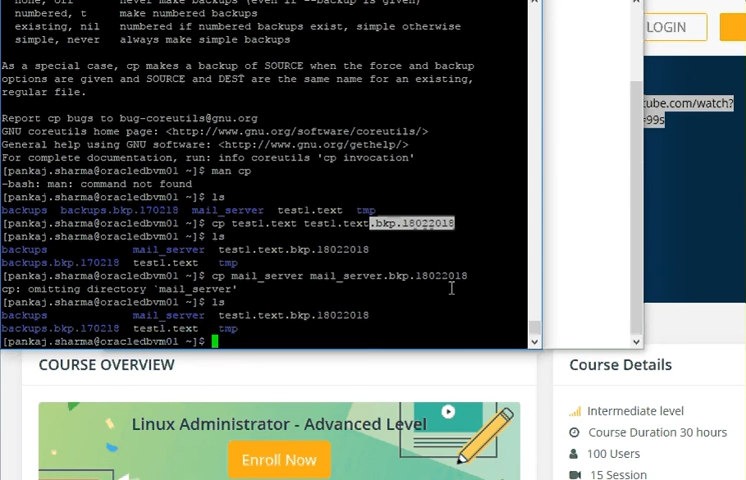 none, off       never make backups (even if --backup is given)
numbered, t     make numbered backups
existing, nil   numbered if numbered backups exist, simple otherwise
simple, never   always make simple backups
As a special case, cp makes a backup of SOURCE when the force and backup
options are given and SOURCE and DEST are the same name for an existing,
regular file.
Report cp bugs to bug-coreutils@gnu.org
GNU coreutils home page: <http://www.gnu.org/software/coreutils/>
General help using GNU software: <http://www.gnu.org/gethelp/>
For complete documentation, run: info coreutils 'cp invocation'
[pankaj.sharma@oracledbvm01 ~]$ man cp
-bash: man: command not found
[pankaj.sharma@oracledbvm01 ~]$ ls
backups  backups.bkp.170218  mail_server  test1.text  tmp
[pankaj.sharma@oracledbvm01 ~]$ cp test1.text test1.text.bkp.18022018
[pankaj.sharma@oracledbvm01 ~]$ ls
backups             mail_server  test1.text.bkp.18022018
backups.bkp.170218  test1.text   tmp
[pankaj.sharma@oracledbvm01 ~]$ cp mail_server mail_server.bkp.18022018
cp: omitting directory `mail_server'
[pankaj.sharma@oracledbvm01 ~]$ ls
backups             mail_server  test1.text.bkp.18022018
backups.bkp.170218  test1.text   tmp
[pankaj.sharma@oracledbvm01 ~]$
LOGIN
tube.com/watch?
=99s
COURSE OVERVIEW
Linux Administrator - Advanced Level
Enroll Now
Course Details
Intermediate level
Course Duration 30 hours
100 Users
15 Session